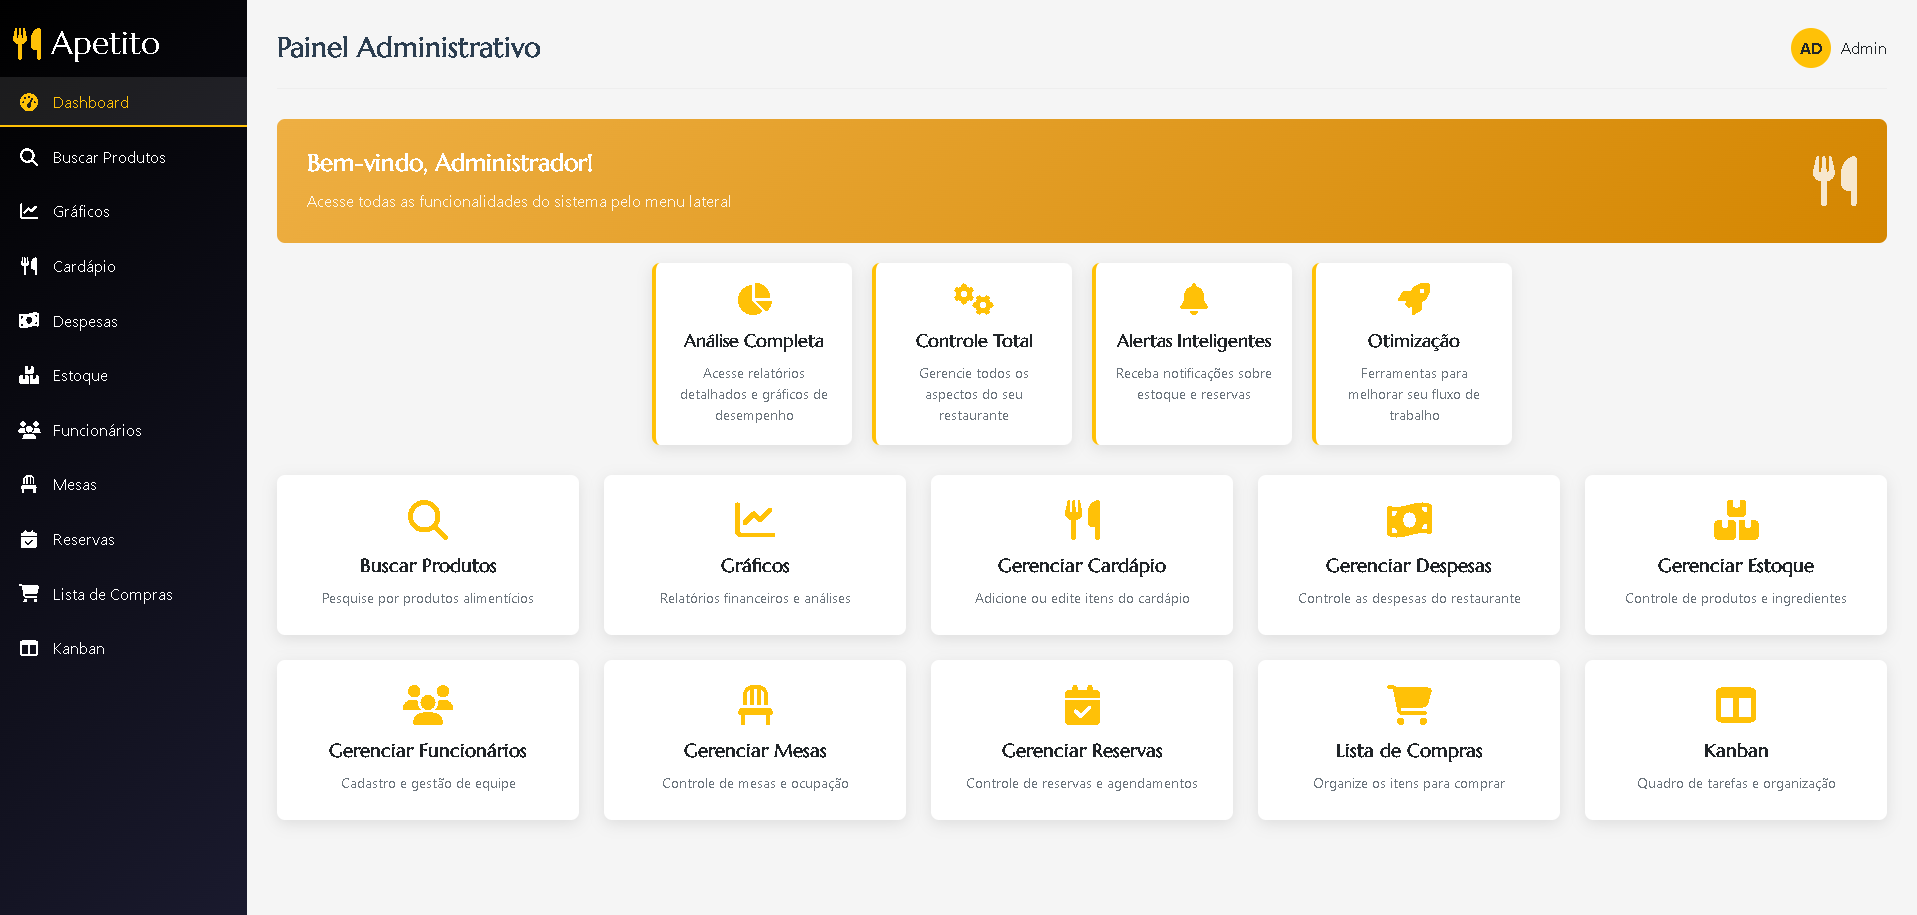 Apetito
Dashboard
Buscar Produtos
Gráficos
Cardápio
Despesas
Estoque
Funcionários
Mesas
Reservas
Lista de Compras
Kanban
Painel Administrativo
AD Admin
Bem-vindo, Administrador!
Acesse todas as funcionalidades do sistema pelo menu lateral
Análise Completa
Acesse relatórios
detalhados e gráficos de
desempenho
Controle Total
Gerencie todos os
aspectos do seu
restaurante
Alertas Inteligentes
Receba notificações sobre
estoque e reservas
Otimização
Ferramentas para
melhorar seu fluxo de
trabalho
Buscar Produtos
Pesquise por produtos alimentícios
Gráficos
Relatórios financeiros e análises
Gerenciar Cardápio
Adicione ou edite itens do cardápio
Gerenciar Despesas
Controle as despesas do restaurante
Gerenciar Estoque
Controle de produtos e ingredientes
Gerenciar Funcionários
Cadastro e gestão de equipe
Gerenciar Mesas
Controle de mesas e ocupação
Gerenciar Reservas
Controle de reservas e agendamentos
Lista de Compras
Organize os itens para comprar
Kanban
Quadro de tarefas e organização